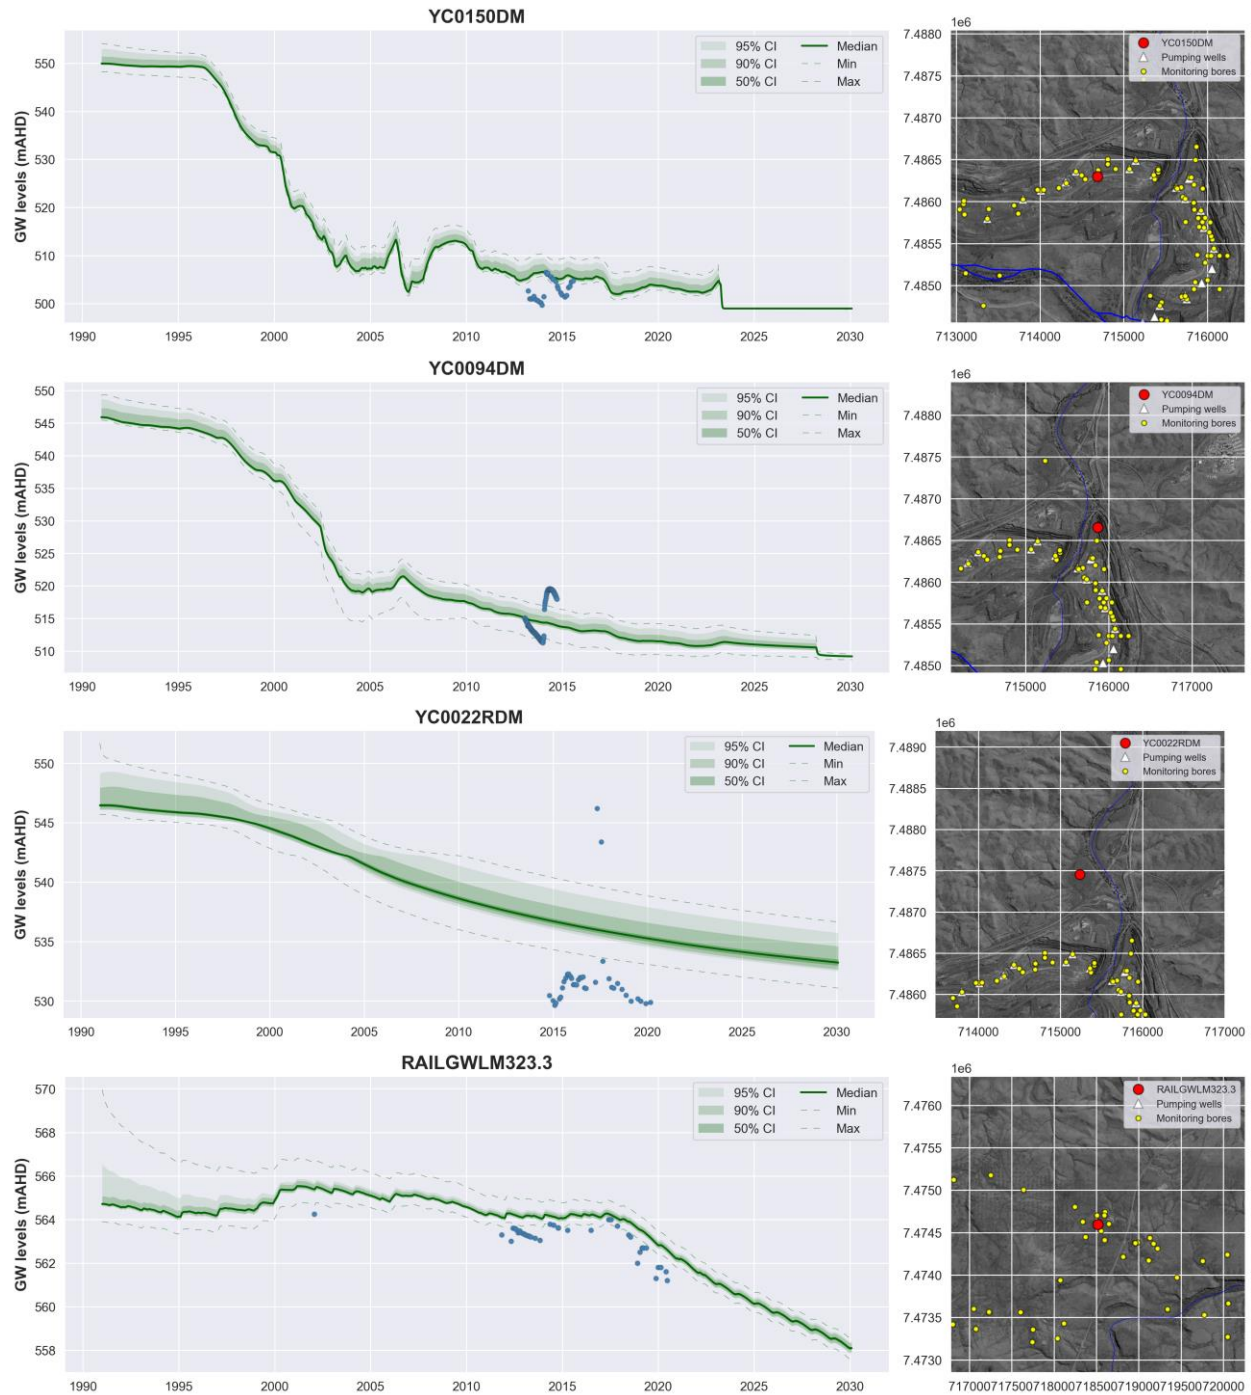 YC0150DM
GW levels (mAHD)
550
540
530
520
510
500
1990 1995 2000 2005 2010 2015 2020 2025 2030
95% CI Median
90% CI Min
50% CI Max
1e6
7.4880
7.4875
7.4870
7.4865
7.4860
7.4855
7.4850
713000 714000 715000 716000
YC0150DM
Pumping wells
Monitoring bores
YC0094DM
GW levels (mAHD)
550
545
540
535
530
525
520
515
510
1990 1995 2000 2005 2010 2015 2020 2025 2030
95% CI Median
90% CI Min
50% CI Max
1e6
7.4880
7.4875
7.4870
7.4865
7.4860
7.4855
7.4850
715000 716000 717000
YC0094DM
Pumping wells
Monitoring bores
YC0022RDM
GW levels (mAHD)
550
545
540
535
530
1990 1995 2000 2005 2010 2015 2020 2025 2030
95% CI Median
90% CI Min
50% CI Max
1e6
7.4890
7.4885
7.4880
7.4875
7.4870
7.4865
7.4860
714000 715000 716000 717000
YC0022RDM
Pumping wells
Monitoring bores
RAILGWLM323.3
GW levels (mAHD)
570
568
566
564
562
560
558
1990 1995 2000 2005 2010 2015 2020 2025 2030
95% CI Median
90% CI Min
50% CI Max
1e6
7.4760
7.4755
7.4750
7.4745
7.4740
7.4735
7.4730
717000 717500 718000 718500 719000 719500 720000
RAILGWLM323.3
Pumping wells
Monitoring bores